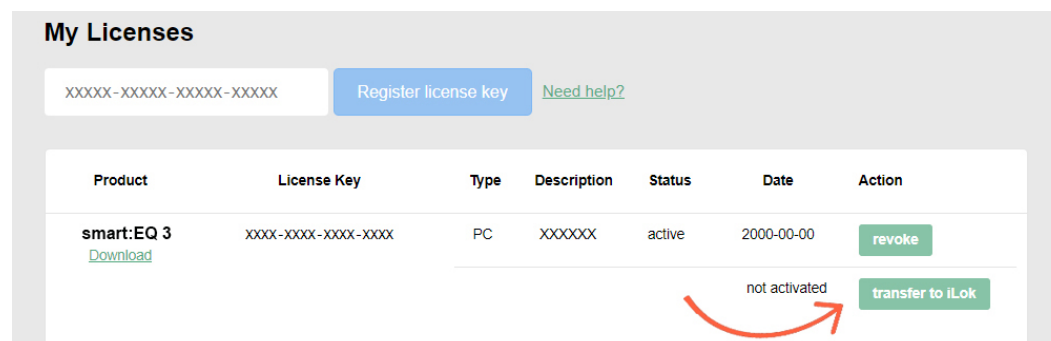 My Licenses
XXXXX-XXXXX-XXXXX-XXXXX Register license key Need help?
Product License Key Type Description Status Date Action
smart:EQ 3 XXXX-XXXX-XXXX-XXXX PC XXXXXX active 2000-00-00 revoke
Download
not activated transfer to iLok